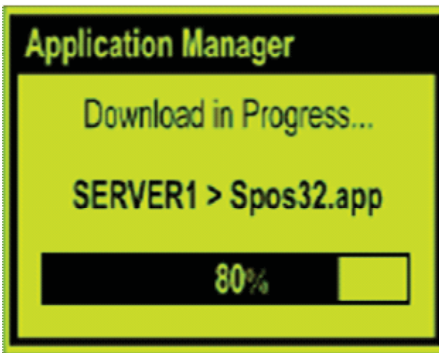 Application Manager
Download in Progress...
SERVER1 > Spos32.app
80%